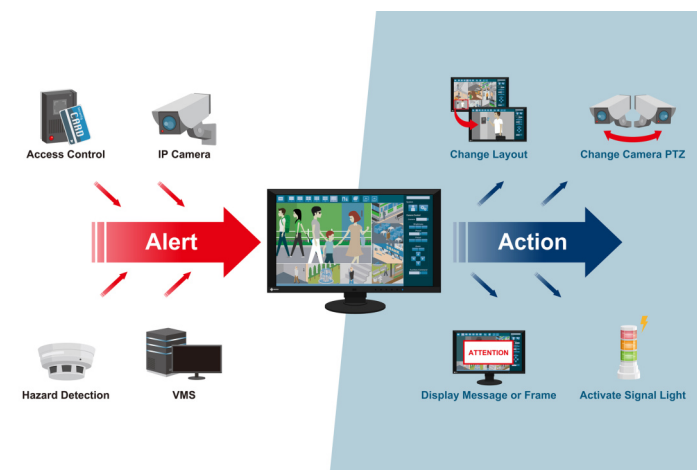 Access Control
IP Camera
Change Layout
Change Camera PTZ
CARD
Alert
Action
ATTENTION
Hazard Detection
VMS
Display Message or Frame
Activate Signal Light